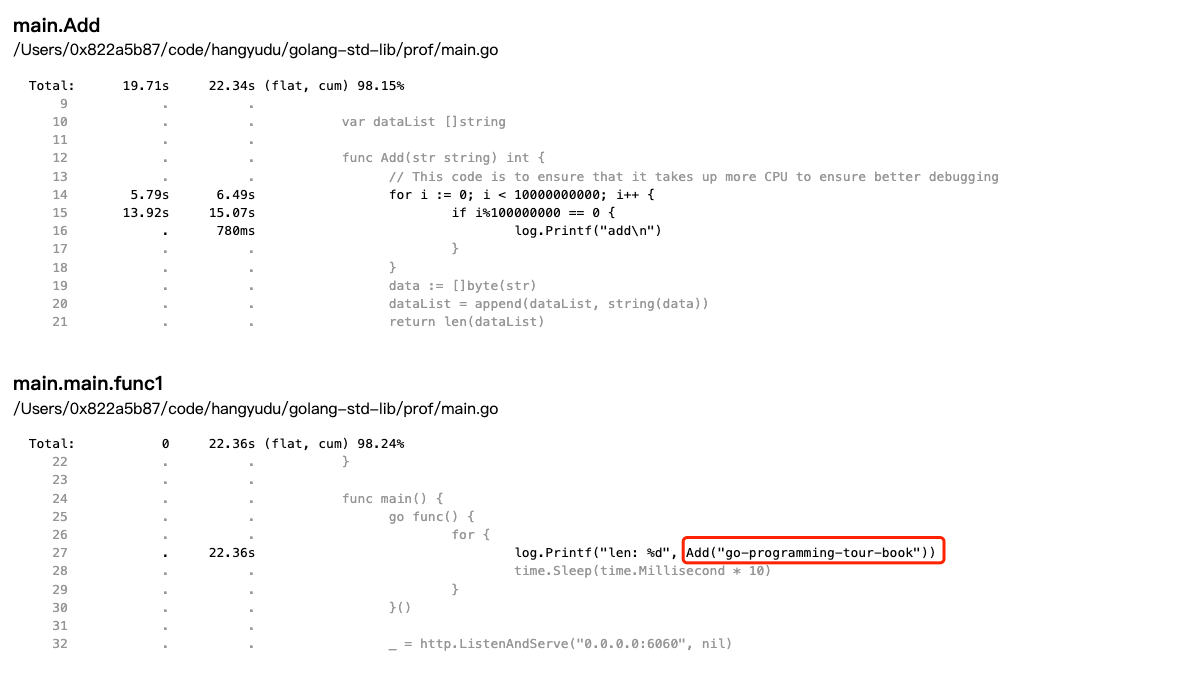 main.Add
/Users/0x822a5b87/code/hangyudu/golang-std-lib/prof/main.go
Total: 19.71s 22.34s (flat, cum) 98.15%
9 . .
10 . . var dataList []string
11 . .
12 . . func Add(str string) int {
13 . . // This code is to ensure that it takes up more CPU to ensure better debugging
14 5.79s 6.49s for i := 0; i < 10000000000; i++ {
15 13.92s 15.07s if i%100000000 == 0 {
16 . 780ms log.Printf("add\n")
17 . . }
18 . . }
19 . . data := []byte(str)
20 . . dataList = append(dataList, string(data))
21 . . return len(dataList)
main.main.func1
/Users/0x822a5b87/code/hangyudu/golang-std-lib/prof/main.go
Total: 0 22.36s (flat, cum) 98.24%
22 . . }
23 . .
24 . . func main() {
25 . . go func() {
26 . . for {
27 . 22.36s log.Printf("len: %d", Add("go-programming-tour-book"))
28 . . time.Sleep(time.Millisecond * 10)
29 . . }
30 . . }()
31 . .
32 . . _ = http.ListenAndServe("0.0.0.0:6060", nil)